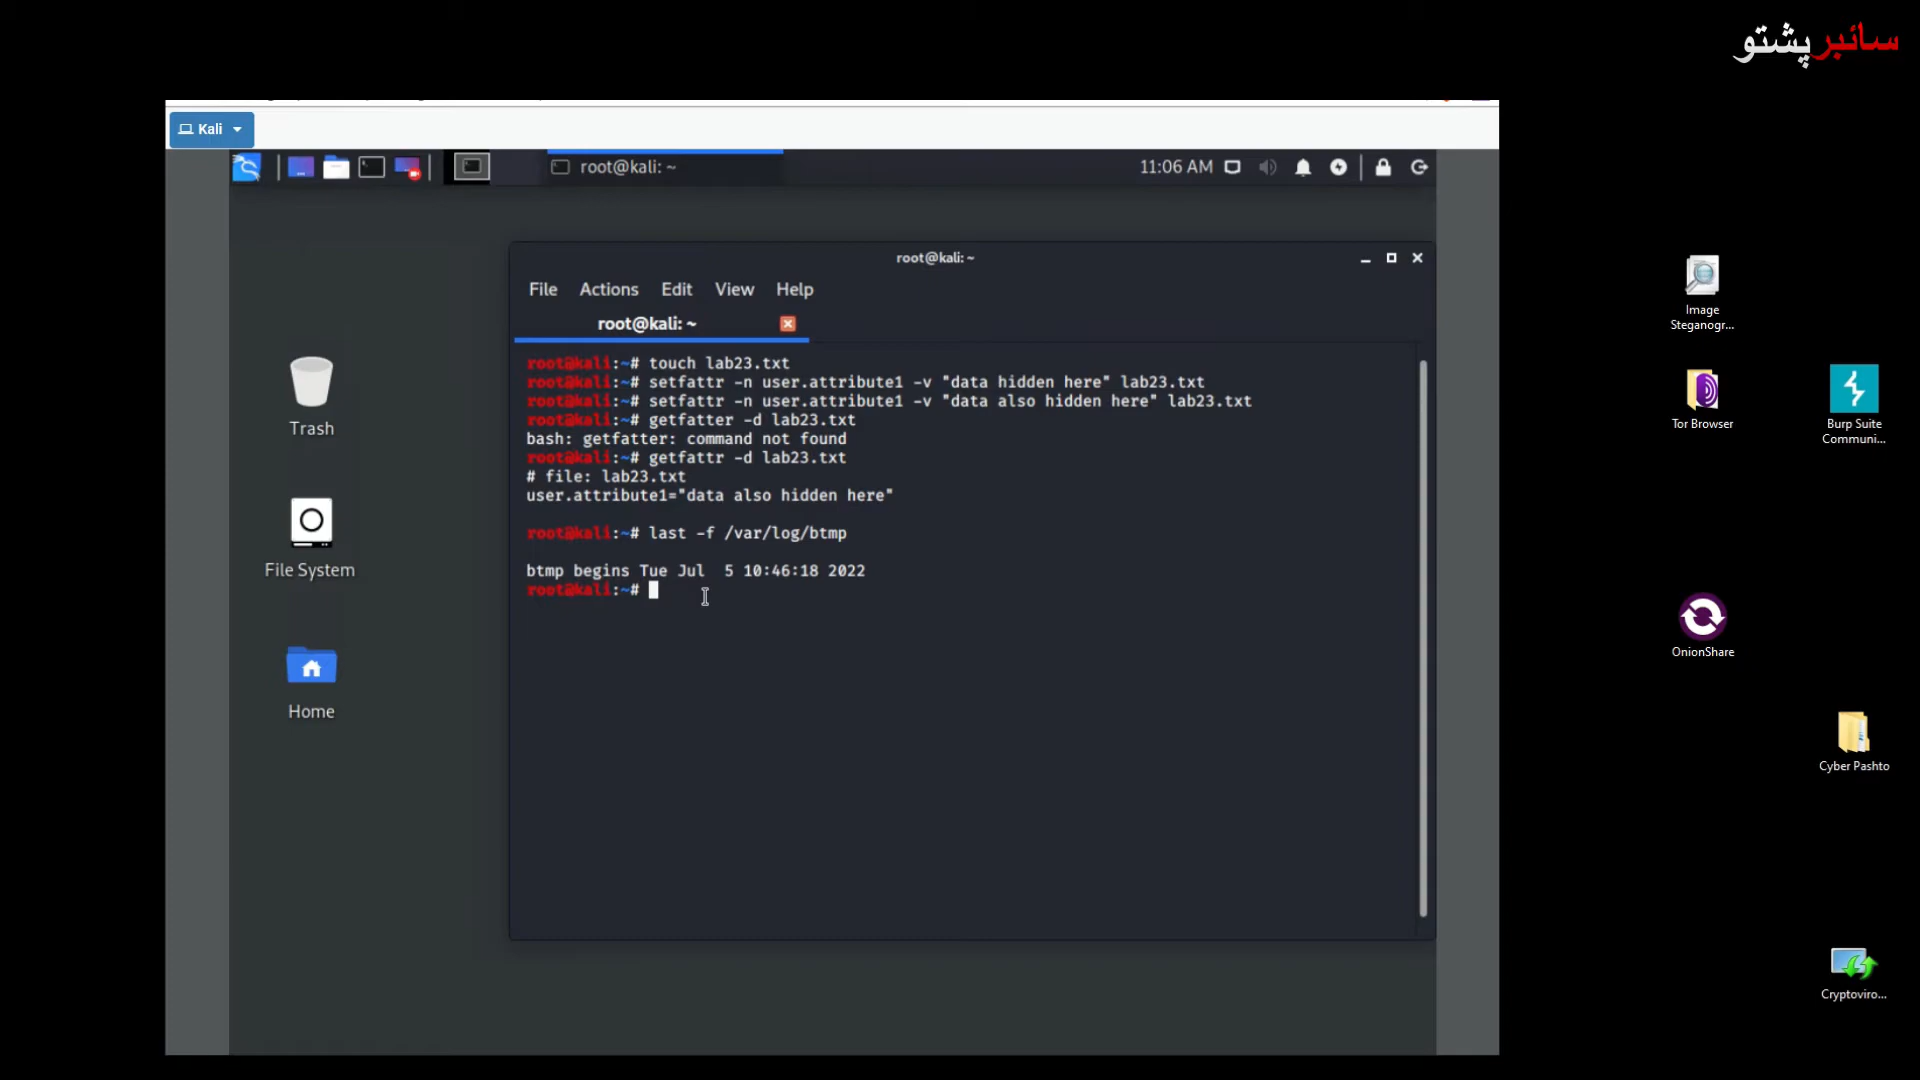 سائبر پشتو
Kali
root@kali: ~
11:06 AM
root@kali: ~
File Actions Edit View Help
root@kali: ~
root@kali:~# touch lab23.txt
root@kali:~# setfattr -n user.attribute1 -v "data hidden here" lab23.txt
root@kali:~# setfattr -n user.attribute1 -v "data also hidden here" lab23.txt
root@kali:~# getfatter -d lab23.txt
bash: getfatter: command not found
root@kali:~# getfattr -d lab23.txt
# file: lab23.txt
user.attribute1="data also hidden here"
root@kali:~# last -f /var/log/btmp
btmp begins Tue Jul  5 10:46:18 2022
root@kali:~#
Trash
File System
Home
Image
Steganogr...
Tor Browser
Burp Suite
Communi...
OnionShare
Cyber Pashto
Cryptoviro...